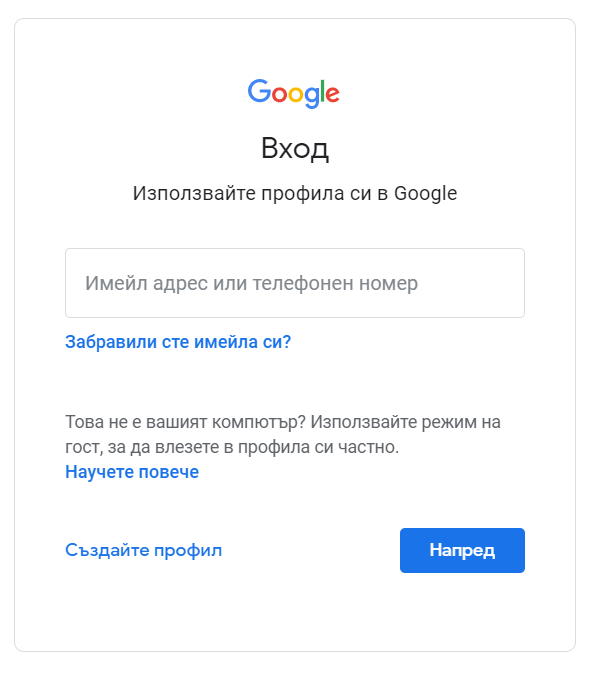 Google
Вход
Използвайте профила си в Google
Имейл адрес или телефонен номер
Забравили сте имейла си?
Това не е вашият компютър? Използвайте режим на
гост, за да влезете в профила си частно.
Научете повече
Създайте профил
Напред